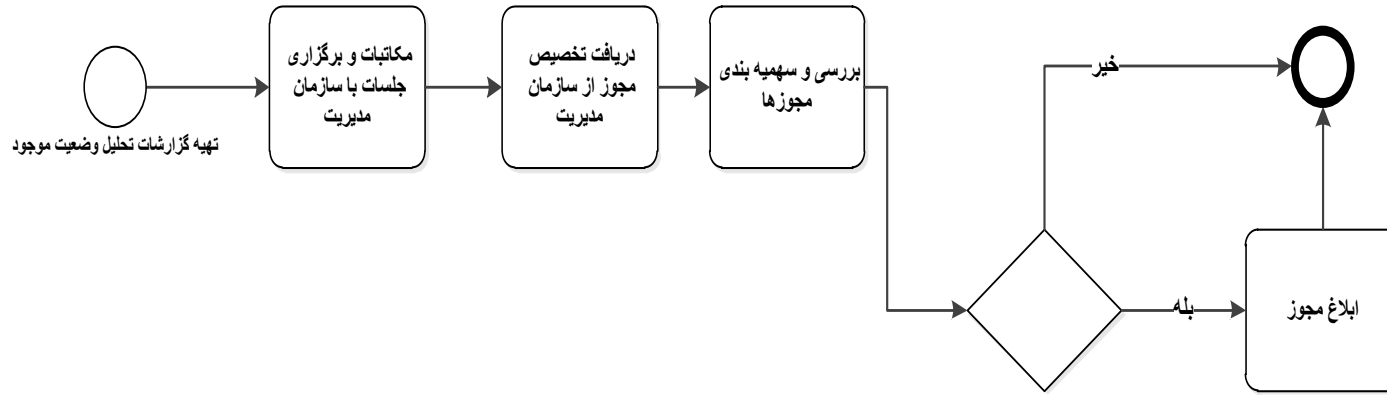 تهیه گزارشات تحلیل وضعیت موجود
مکاتبات و برگزاری
جلسات با سازمان
مدیریت
دریافت تخصیص
مجوز از سازمان
مدیریت
بررسی و سهمیه بندی
مجوزها
خیر
بله
ابلاغ مجوز